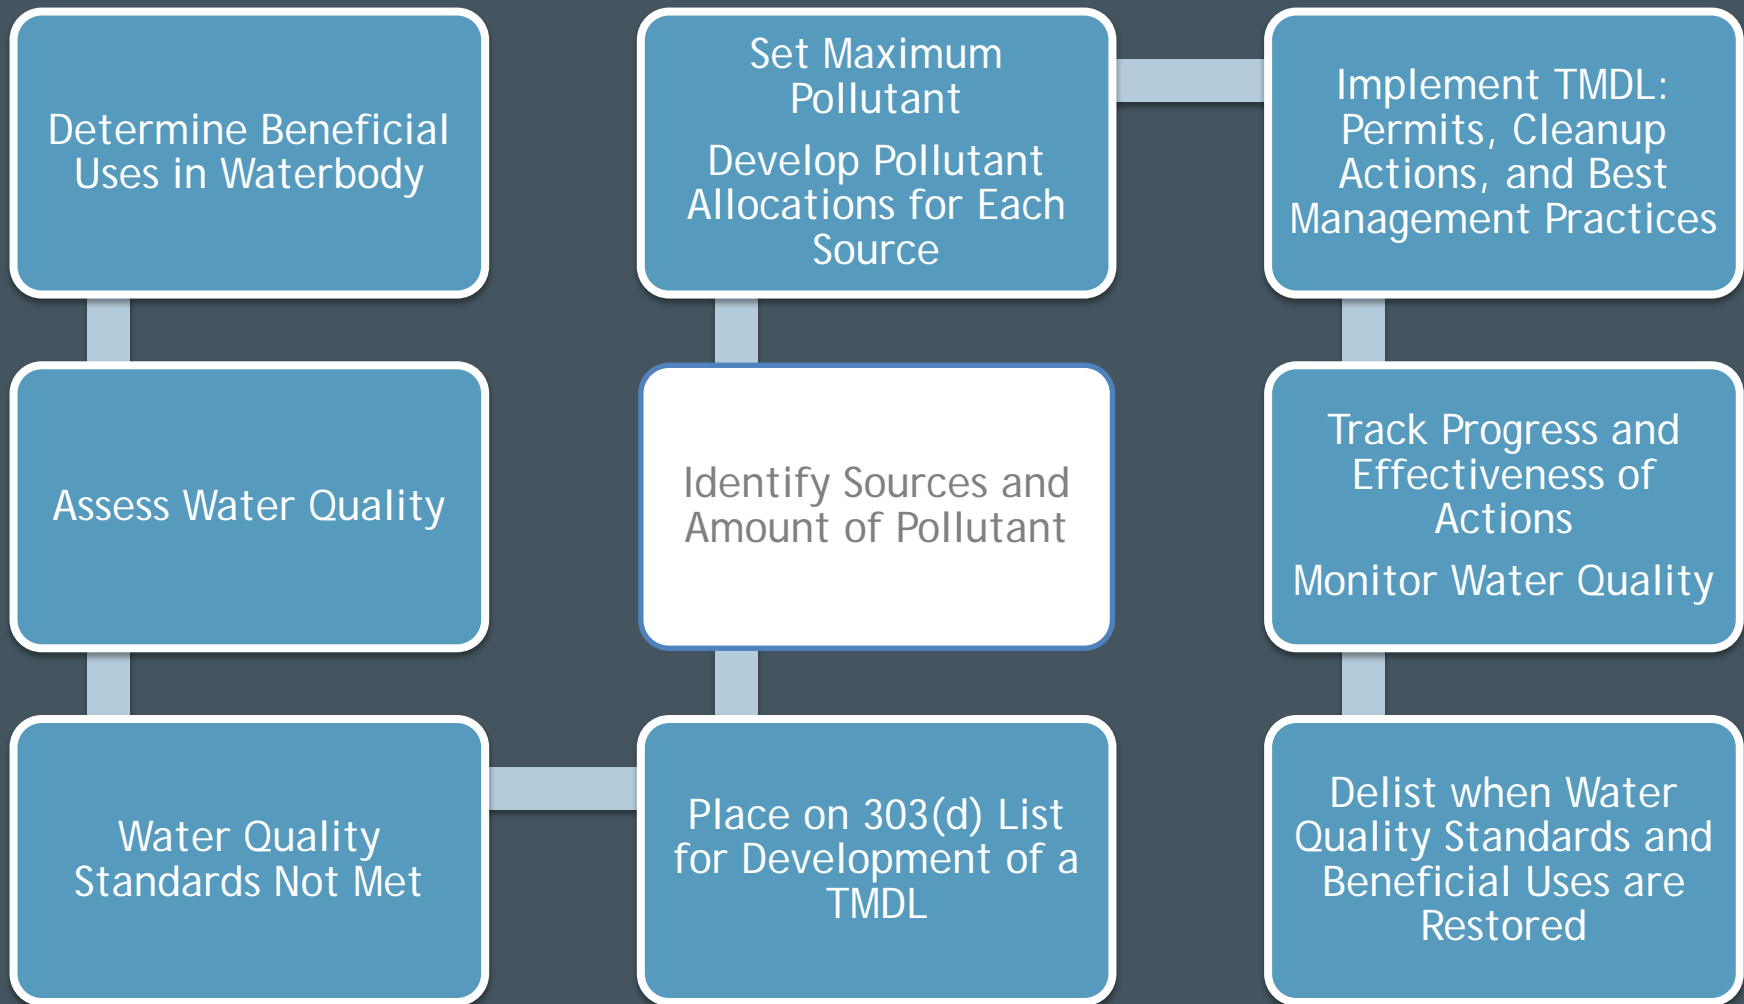 Determine Beneficial
Uses in Waterbody
Assess Water Quality
Water Quality
Standards Not Met
Place on 303(d) List
for Development of a
TMDL
Identify Sources and
Amount of Pollutant
Set Maximum
Pollutant
Develop Pollutant
Allocations for Each
Source
Implement TMDL:
Permits, Cleanup
Actions, and Best
Management Practices
Track Progress and
Effectiveness of
Actions
Monitor Water Quality
Delist when Water
Quality Standards and
Beneficial Uses are
Restored